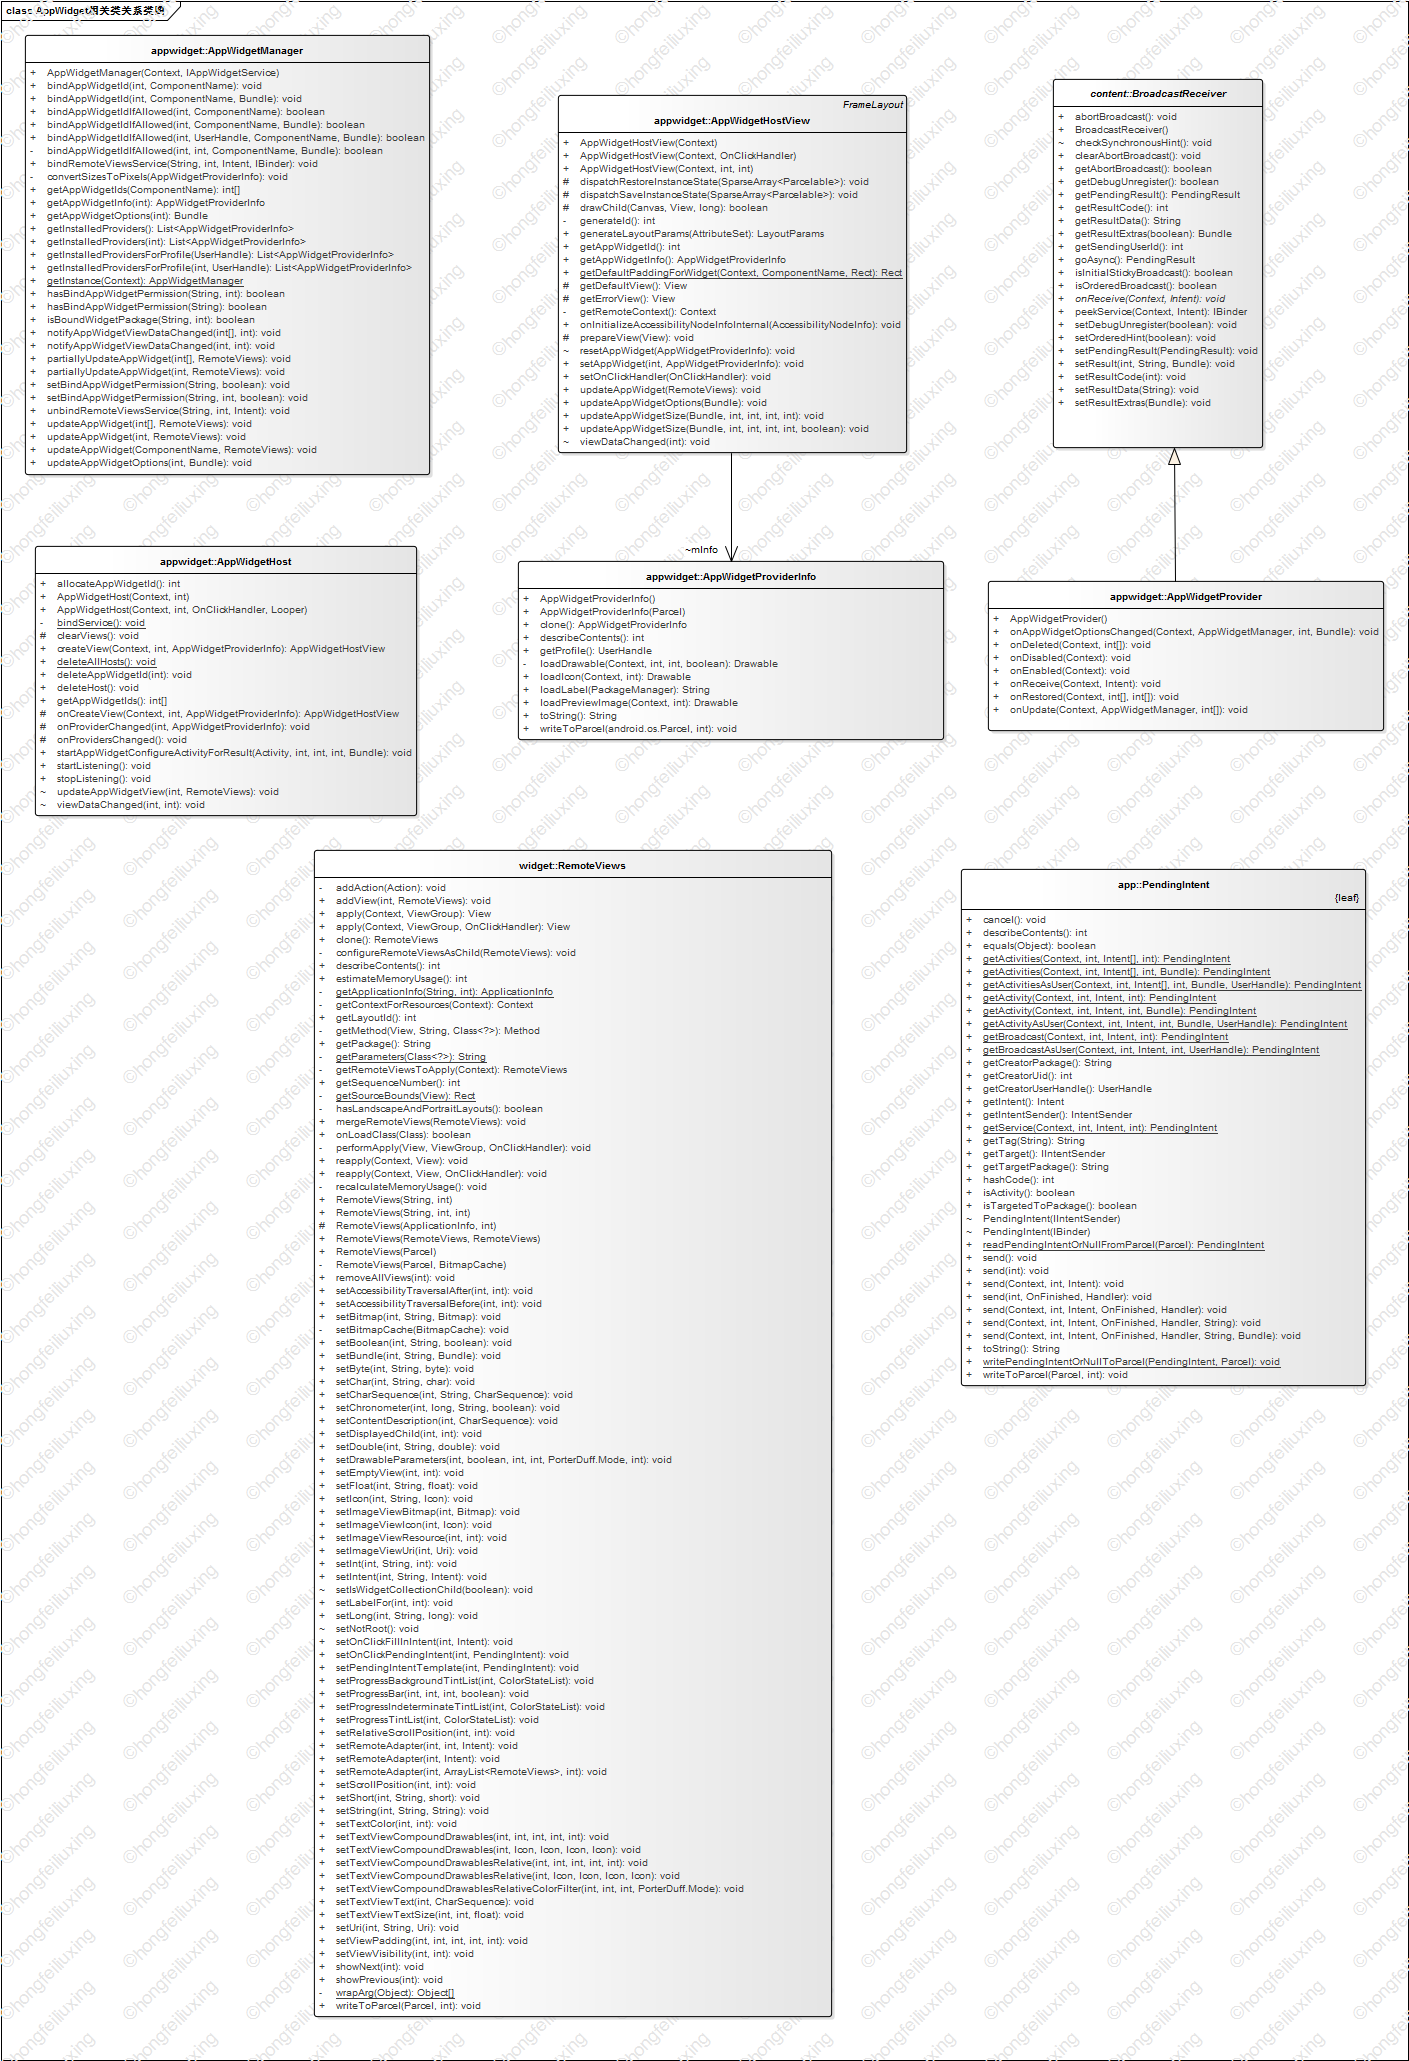 class AppWidget相关类关系类图
appwidget::AppWidgetManager
+ AppWidgetManager(Context, IAppWidgetService)
+ bindAppWidgetId(int, ComponentName): void
+ bindAppWidgetId(int, ComponentName, Bundle): void
+ bindAppWidgetIdIfAllowed(int, ComponentName): boolean
+ bindAppWidgetIdIfAllowed(int, ComponentName, Bundle): boolean
+ bindAppWidgetIdIfAllowed(int, UserHandle, ComponentName, Bundle): boolean
- bindAppWidgetIdIfAllowed(int, int, ComponentName, Bundle): boolean
+ bindRemoteViewsService(String, int, Intent, IBinder): void
- convertSizesToPixels(AppWidgetProviderInfo): void
+ getAppWidgetIds(ComponentName): int[]
+ getAppWidgetInfo(int): AppWidgetProviderInfo
+ getAppWidgetOptions(int): Bundle
+ getInstalledProviders(): List<AppWidgetProviderInfo>
+ getInstalledProviders(int): List<AppWidgetProviderInfo>
+ getInstalledProvidersForProfile(UserHandle): List<AppWidgetProviderInfo>
+ getInstalledProvidersForProfile(int, UserHandle): List<AppWidgetProviderInfo>
+ getInstance(Context): AppWidgetManager
+ hasBindAppWidgetPermission(String, int): boolean
+ hasBindAppWidgetPermission(String): boolean
+ isBoundWidgetPackage(String, int): boolean
+ notifyAppWidgetViewDataChanged(int[], int): void
+ notifyAppWidgetViewDataChanged(int, int): void
+ partiallyUpdateAppWidget(int[], RemoteViews): void
+ partiallyUpdateAppWidget(int, RemoteViews): void
+ setBindAppWidgetPermission(String, boolean): void
+ setBindAppWidgetPermission(String, int, boolean): void
+ unbindRemoteViewsService(String, int, Intent): void
+ updateAppWidget(int[], RemoteViews): void
+ updateAppWidget(int, RemoteViews): void
+ updateAppWidget(ComponentName, RemoteViews): void
+ updateAppWidgetOptions(int, Bundle): void
FrameLayout
appwidget::AppWidgetHostView
+ AppWidgetHostView(Context)
+ AppWidgetHostView(Context, OnClickHandler)
+ AppWidgetHostView(Context, int, int)
# dispatchRestoreInstanceState(SparseArray<Parcelable>): void
# dispatchSaveInstanceState(SparseArray<Parcelable>): void
# drawChild(Canvas, View, long): boolean
- generateId(): int
+ generateLayoutParams(AttributeSet): LayoutParams
+ getAppWidgetId(): int
+ getAppWidgetInfo(): AppWidgetProviderInfo
+ getDefaultPaddingForWidget(Context, ComponentName, Rect): Rect
# getDefaultView(): View
# getErrorView(): View
- getRemoteContext(): Context
+ onInitializeAccessibilityNodeInfoInternal(AccessibilityNodeInfo): void
# prepareView(View): void
~ resetAppWidget(AppWidgetProviderInfo): void
+ setAppWidget(int, AppWidgetProviderInfo): void
+ setOnClickHandler(OnClickHandler): void
+ updateAppWidget(RemoteViews): void
+ updateAppWidgetOptions(Bundle): void
+ updateAppWidgetSize(Bundle, int, int, int, int): void
+ updateAppWidgetSize(Bundle, int, int, int, int, boolean): void
~ viewDataChanged(int): void
content::BroadcastReceiver
+ abortBroadcast(): void
+ BroadcastReceiver()
~ checkSynchronousHint(): void
+ clearAbortBroadcast(): void
+ getAbortBroadcast(): boolean
+ getDebugUnregister(): boolean
+ getPendingResult(): PendingResult
+ getResultCode(): int
+ getResultData(): String
+ getResultExtras(boolean): Bundle
+ getSendingUserId(): int
+ goAsync(): PendingResult
+ isInitialStickyBroadcast(): boolean
+ isOrderedBroadcast(): boolean
+ onReceive(Context, Intent): void
+ peekService(Context, Intent): IBinder
+ setDebugUnregister(boolean): void
+ setOrderedHint(boolean): void
+ setPendingResult(PendingResult): void
+ setResult(int, String, Bundle): void
+ setResultCode(int): void
+ setResultData(String): void
+ setResultExtras(Bundle): void
~mInfo
appwidget::AppWidgetHost
+ allocateAppWidgetId(): int
+ AppWidgetHost(Context, int)
+ AppWidgetHost(Context, int, OnClickHandler, Looper)
- bindService(): void
# clearViews(): void
+ createView(Context, int, AppWidgetProviderInfo): AppWidgetHostView
+ deleteAllHosts(): void
+ deleteAppWidgetId(int): void
+ deleteHost(): void
+ getAppWidgetIds(): int[]
# onCreateView(Context, int, AppWidgetProviderInfo): AppWidgetHostView
# onProviderChanged(int, AppWidgetProviderInfo): void
# onProvidersChanged(): void
+ startAppWidgetConfigureActivityForResult(Activity, int, int, int, Bundle): void
+ startListening(): void
+ stopListening(): void
~ updateAppWidgetView(int, RemoteViews): void
~ viewDataChanged(int, int): void
appwidget::AppWidgetProviderInfo
+ AppWidgetProviderInfo()
+ AppWidgetProviderInfo(Parcel)
+ clone(): AppWidgetProviderInfo
+ describeContents(): int
+ getProfile(): UserHandle
- loadDrawable(Context, int, int, boolean): Drawable
+ loadIcon(Context, int): Drawable
+ loadLabel(PackageManager): String
+ loadPreviewImage(Context, int): Drawable
+ toString(): String
+ writeToParcel(android.os.Parcel, int): void
appwidget::AppWidgetProvider
+ AppWidgetProvider()
+ onAppWidgetOptionsChanged(Context, AppWidgetManager, int, Bundle): void
+ onDeleted(Context, int[]): void
+ onDisabled(Context): void
+ onEnabled(Context): void
+ onReceive(Context, Intent): void
+ onRestored(Context, int[], int[]): void
+ onUpdate(Context, AppWidgetManager, int[]): void
widget::RemoteViews
- addAction(Action): void
+ addView(int, RemoteViews): void
+ apply(Context, ViewGroup): View
+ apply(Context, ViewGroup, OnClickHandler): View
+ clone(): RemoteViews
- configureRemoteViewsAsChild(RemoteViews): void
+ describeContents(): int
+ estimateMemoryUsage(): int
- getApplicationInfo(String, int): ApplicationInfo
- getContextForResources(Context): Context
+ getLayoutId(): int
- getMethod(View, String, Class<?>): Method
+ getPackage(): String
- getParameters(Class<?>): String
- getRemoteViewsToApply(Context): RemoteViews
+ getSequenceNumber(): int
- getSourceBounds(View): Rect
- hasLandscapeAndPortraitLayouts(): boolean
+ mergeRemoteViews(RemoteViews): void
+ onLoadClass(Class): boolean
- performApply(View, ViewGroup, OnClickHandler): void
+ reapply(Context, View): void
+ reapply(Context, View, OnClickHandler): void
- recalculateMemoryUsage(): void
+ RemoteViews(String, int)
+ RemoteViews(String, int, int)
# RemoteViews(ApplicationInfo, int)
+ RemoteViews(RemoteViews, RemoteViews)
+ RemoteViews(Parcel)
- RemoteViews(Parcel, BitmapCache)
+ removeAllViews(int): void
+ setAccessibilityTraversalAfter(int, int): void
+ setAccessibilityTraversalBefore(int, int): void
+ setBitmap(int, String, Bitmap): void
- setBitmapCache(BitmapCache): void
+ setBoolean(int, String, boolean): void
+ setBundle(int, String, Bundle): void
+ setByte(int, String, byte): void
+ setChar(int, String, char): void
+ setCharSequence(int, String, CharSequence): void
+ setChronometer(int, long, String, boolean): void
+ setContentDescription(int, CharSequence): void
+ setDisplayedChild(int, int): void
+ setDouble(int, String, double): void
+ setDrawableParameters(int, boolean, int, int, PorterDuff.Mode, int): void
+ setEmptyView(int, int): void
+ setFloat(int, String, float): void
+ setIcon(int, String, Icon): void
+ setImageViewBitmap(int, Bitmap): void
+ setImageViewIcon(int, Icon): void
+ setImageViewResource(int, int): void
+ setImageViewUri(int, Uri): void
+ setInt(int, String, int): void
+ setIntent(int, String, Intent): void
~ setIsWidgetCollectionChild(boolean): void
+ setLabelFor(int, int): void
+ setLong(int, String, long): void
~ setNotRoot(): void
+ setOnClickFillInIntent(int, Intent): void
+ setOnClickPendingIntent(int, PendingIntent): void
+ setPendingIntentTemplate(int, PendingIntent): void
+ setProgressBackgroundTintList(int, ColorStateList): void
+ setProgressBar(int, int, int, boolean): void
+ setProgressIndeterminateTintList(int, ColorStateList): void
+ setProgressTintList(int, ColorStateList): void
+ setRelativeScrollPosition(int, int): void
+ setRemoteAdapter(int, int, Intent): void
+ setRemoteAdapter(int, Intent): void
+ setRemoteAdapter(int, ArrayList<RemoteViews>, int): void
+ setScrollPosition(int, int): void
+ setShort(int, String, short): void
+ setString(int, String, String): void
+ setTextColor(int, int): void
+ setTextViewCompoundDrawables(int, int, int, int, int): void
+ setTextViewCompoundDrawables(int, Icon, Icon, Icon, Icon): void
+ setTextViewCompoundDrawablesRelative(int, int, int, int, int): void
+ setTextViewCompoundDrawablesRelative(int, Icon, Icon, Icon, Icon): void
+ setTextViewCompoundDrawablesRelativeColorFilter(int, int, int, PorterDuff.Mode): void
+ setTextViewText(int, CharSequence): void
+ setTextViewTextSize(int, int, float): void
+ setUri(int, String, Uri): void
+ setViewPadding(int, int, int, int, int): void
+ setViewVisibility(int, int): void
+ showNext(int): void
+ showPrevious(int): void
- wrapArg(Object): Object[]
+ writeToParcel(Parcel, int): void
app::PendingIntent
{leaf}
+ cancel(): void
+ describeContents(): int
+ equals(Object): boolean
+ getActivities(Context, int, Intent[], int): PendingIntent
+ getActivities(Context, int, Intent[], int, Bundle): PendingIntent
+ getActivitiesAsUser(Context, int, Intent[], int, Bundle, UserHandle): PendingIntent
+ getActivity(Context, int, Intent, int): PendingIntent
+ getActivity(Context, int, Intent, int, Bundle): PendingIntent
+ getActivityAsUser(Context, int, Intent, int, Bundle, UserHandle): PendingIntent
+ getBroadcast(Context, int, Intent, int): PendingIntent
+ getBroadcastAsUser(Context, int, Intent, int, UserHandle): PendingIntent
+ getCreatorPackage(): String
+ getCreatorUid(): int
+ getCreatorUserHandle(): UserHandle
+ getIntent(): Intent
+ getIntentSender(): IntentSender
+ getService(Context, int, Intent, int): PendingIntent
+ getTag(String): String
+ getTarget(): IIntentSender
+ getTargetPackage(): String
+ hashCode(): int
+ isActivity(): boolean
+ isTargetedToPackage(): boolean
~ PendingIntent(IIntentSender)
~ PendingIntent(IBinder)
+ readPendingIntentOrNullFromParcel(Parcel): PendingIntent
+ send(): void
+ send(int): void
+ send(Context, int, Intent): void
+ send(int, OnFinished, Handler): void
+ send(Context, int, Intent, OnFinished, Handler): void
+ send(Context, int, Intent, OnFinished, Handler, String): void
+ send(Context, int, Intent, OnFinished, Handler, String, Bundle): void
+ toString(): String
+ writePendingIntentOrNullToParcel(PendingIntent, Parcel): void
+ writeToParcel(Parcel, int): void
©hongfeiliuxing